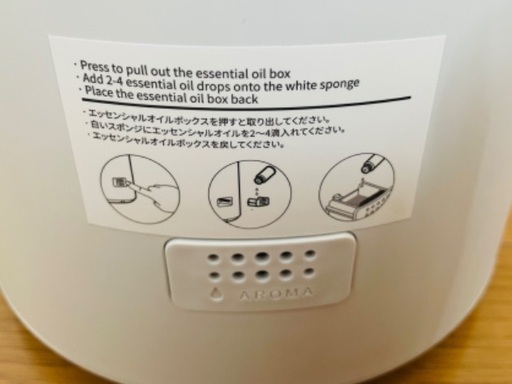 · Press to pull out the essential oil box
· Add 2-4 essential oil drops onto the white sponge
· Place the essential oil box back
· エッセンシャルオイルボックスを押すと取り出してください。
· 白いスポンジにエッセンシャルオイルを2〜4滴入れてください。
· エッセンシャルオイルボックスを戻してください。
AROMA